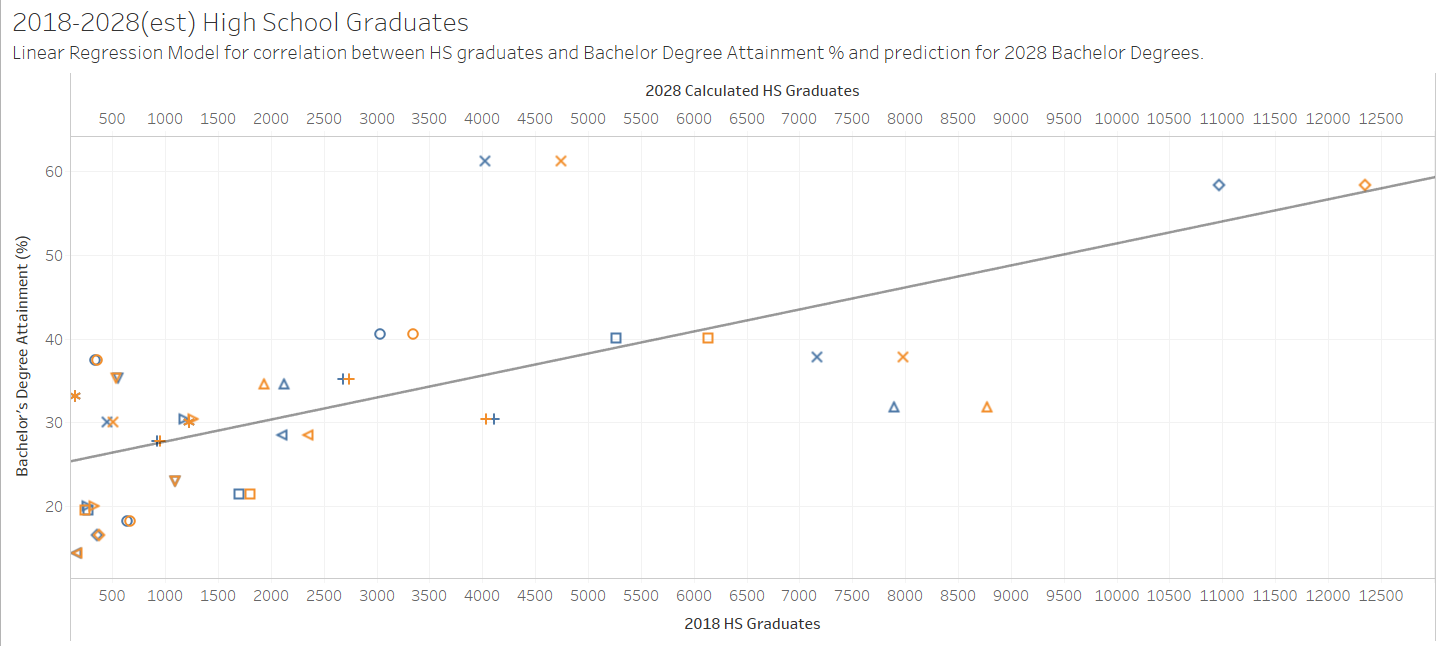 2018-2028(est) High School Graduates
Linear Regression Model for correlation between HS graduates and Bachelor Degree Attainment % and prediction for 2028 Bachelor Degrees.
2028 Calculated HS Graduates
500 1000 1500 2000 2500 3000 3500 4000 4500 5000 5500 6000 6500 7000 7500 8000 8500 9000 9500 10000 10500 11000 11500 12000 12500
Bachelor's Degree Attainment (%)
60
50
40
30
20
500 1000 1500 2000 2500 3000 3500 4000 4500 5000 5500 6000 6500 7000 7500 8000 8500 9000 9500 10000 10500 11000 11500 12000 12500
2018 HS Graduates